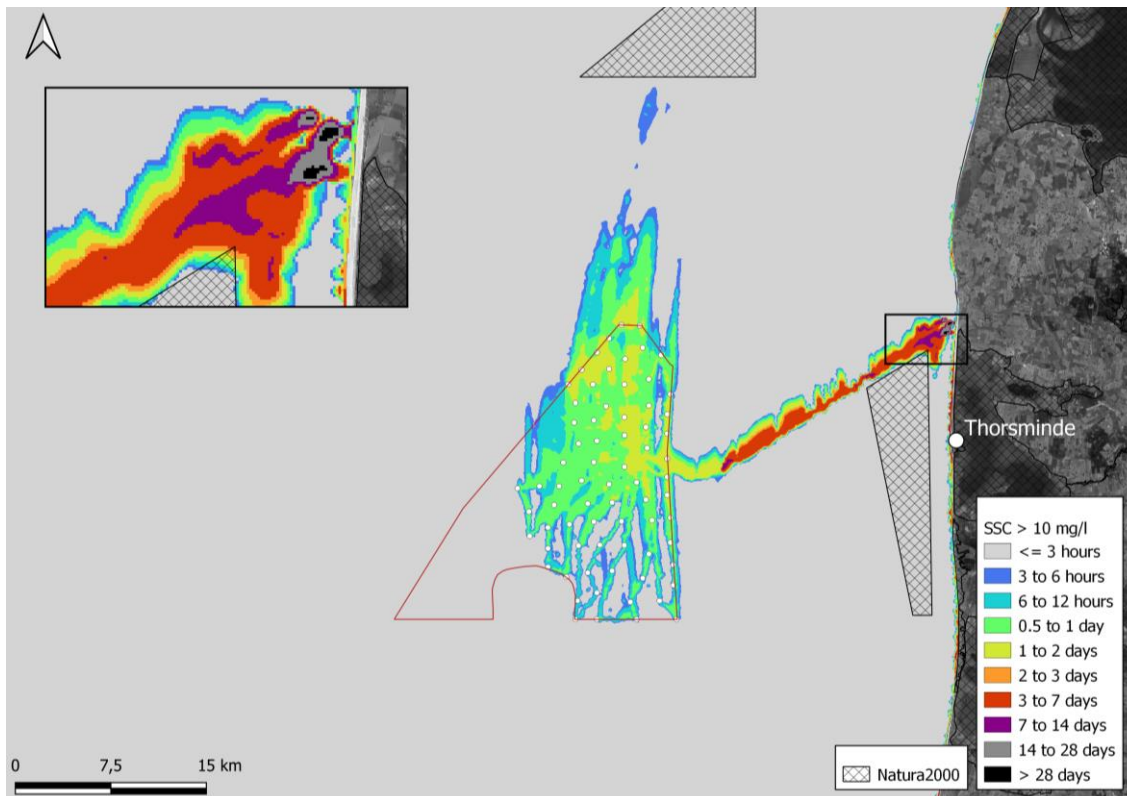 Thorsminde
SSC > 10 mg/l
<= 3 hours
3 to 6 hours
6 to 12 hours
0.5 to 1 day
1 to 2 days
2 to 3 days
3 to 7 days
7 to 14 days
14 to 28 days
> 28 days
Natura2000
0 7,5 15 km